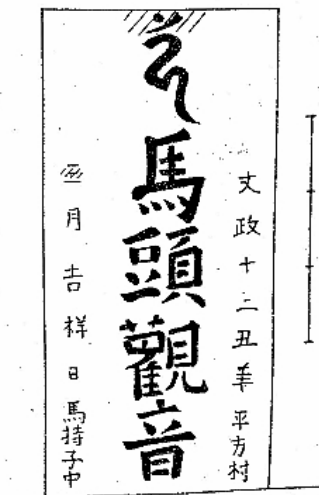 文政十二丑年 平方村
馬頭觀音
月吉祥日 馬持子中